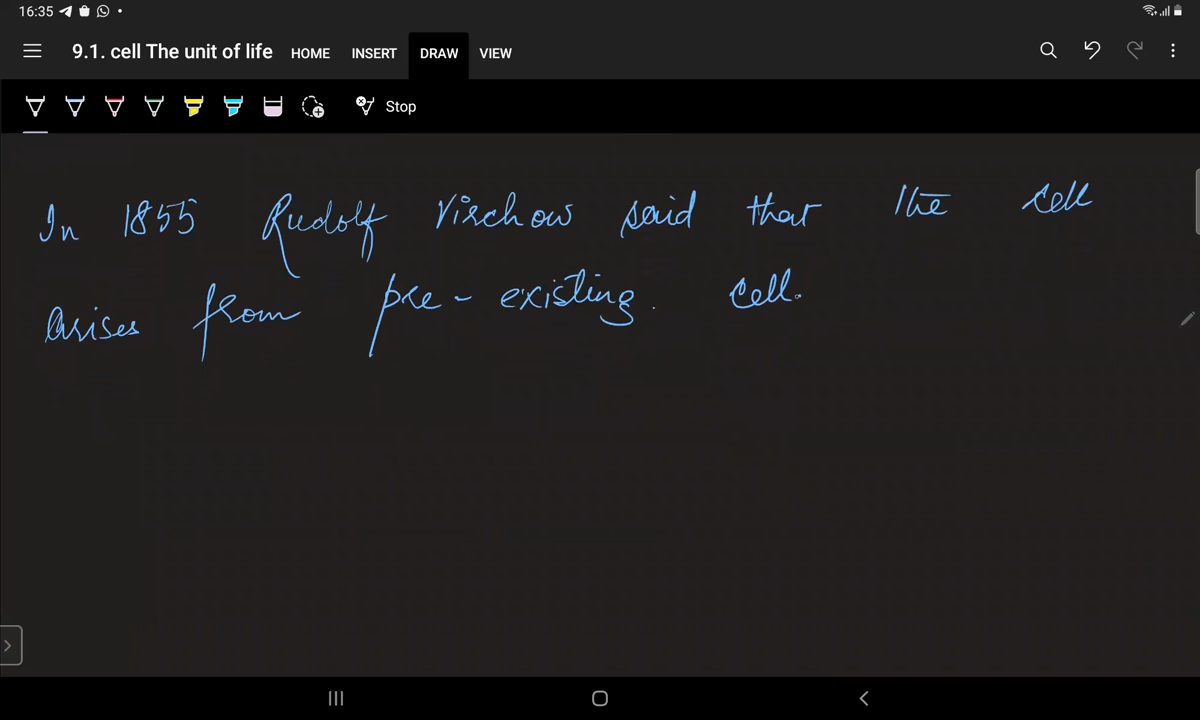 16:35
9.1. cell The unit of life HOME INSERT DRAW VIEW
Stop
In 1855 Rudolf Virchow said that the cell
arises from pre-existing. cell.